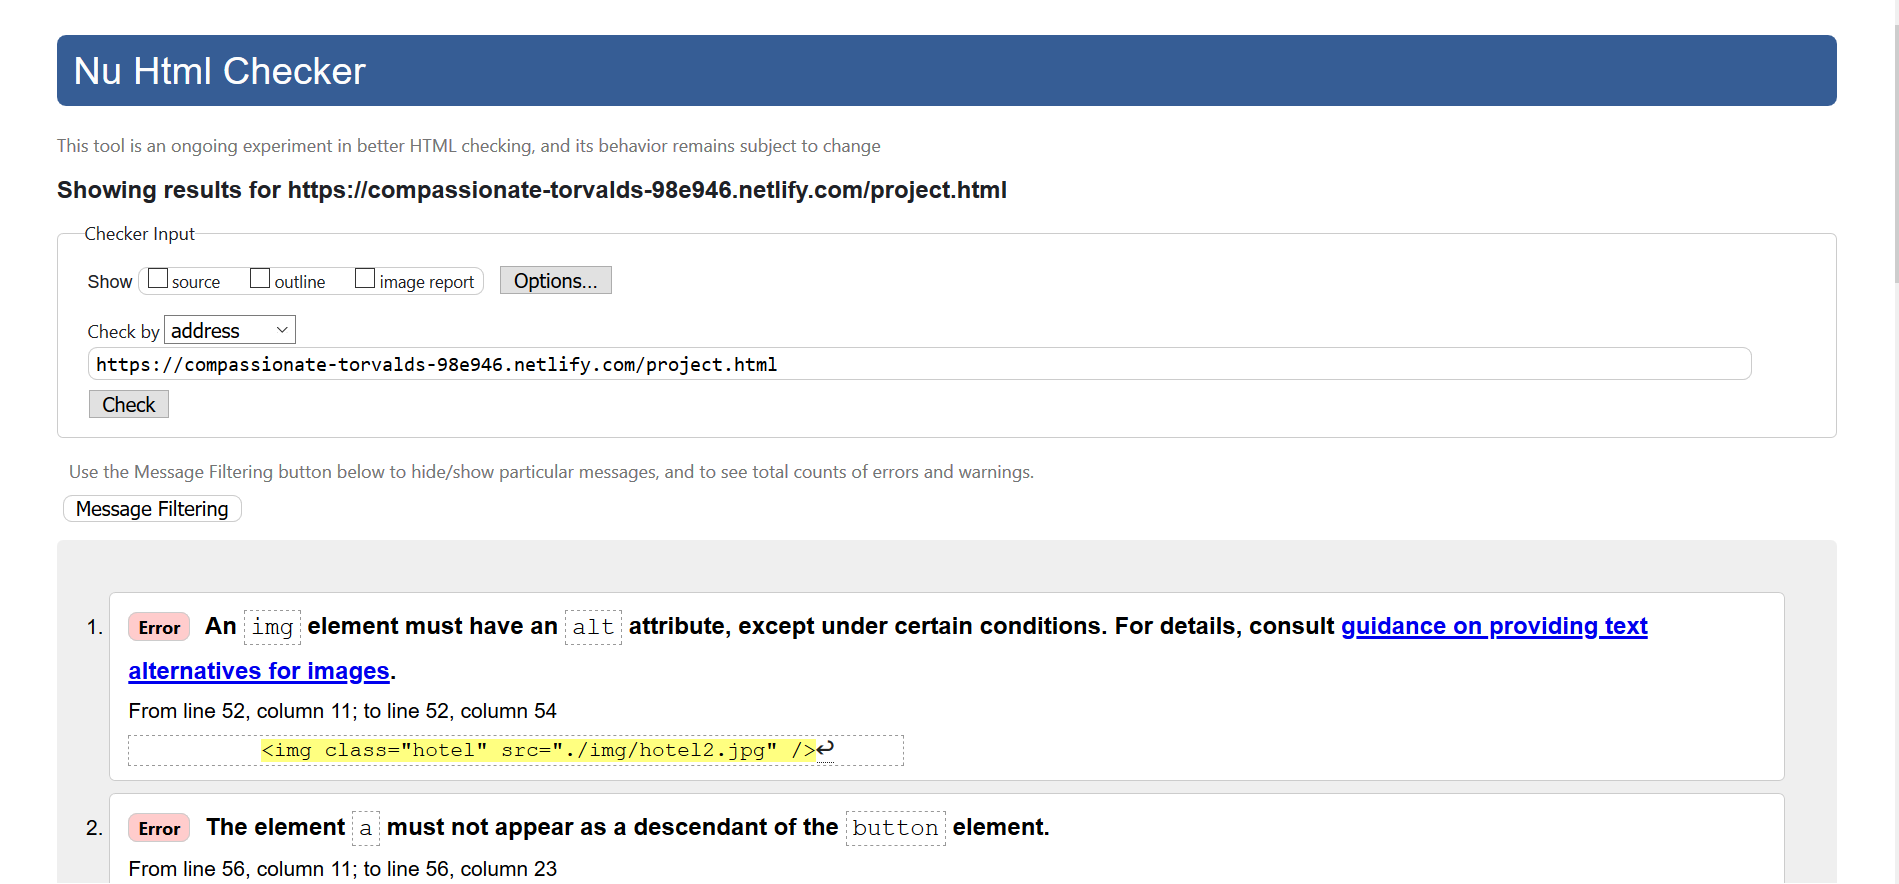 Nu Html Checker
This tool is an ongoing experiment in better HTML checking, and its behavior remains subject to change
Showing results for https://compassionate-torvalds-98e946.netlify.com/project.html
Checker Input
Show source outline image report Options...
Check by address
https://compassionate-torvalds-98e946.netlify.com/project.html
Check
Use the Message Filtering button below to hide/show particular messages, and to see total counts of errors and warnings.
Message Filtering
1. Error An img element must have an alt attribute, except under certain conditions. For details, consult guidance on providing text
alternatives for images.
From line 52, column 11; to line 52, column 54
<img class="hotel" src="./img/hotel2.jpg" />↩
2. Error The element a must not appear as a descendant of the button element.
From line 56, column 11; to line 56, column 23